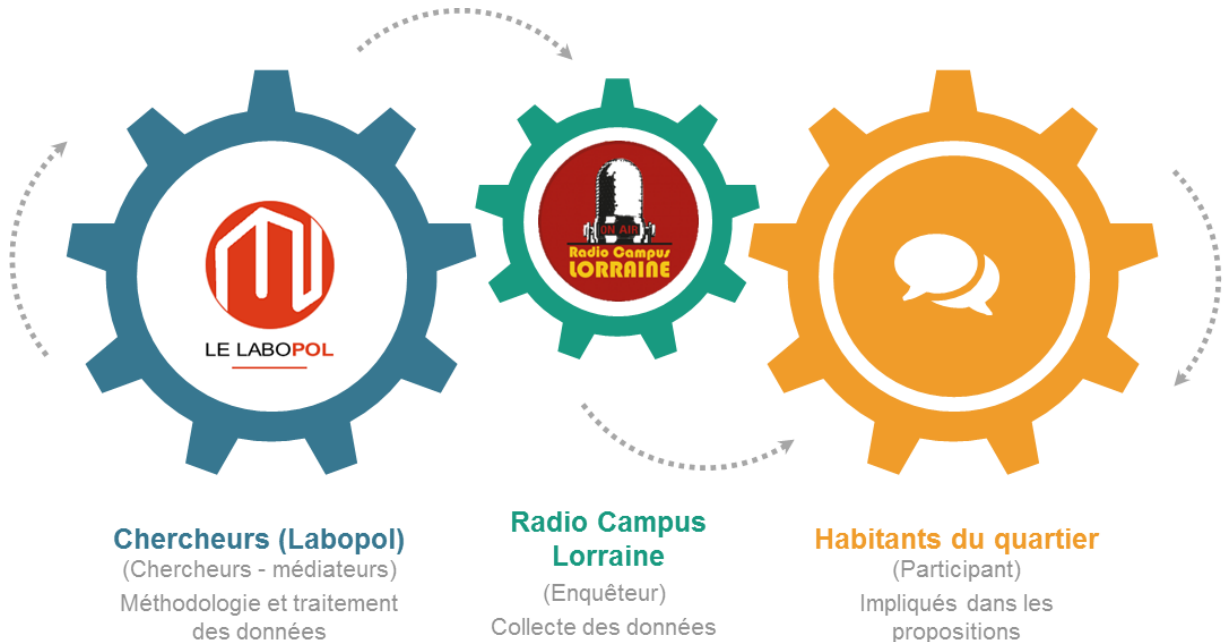 LE LABOPOL
ON AIR
Radio Campus
LORRAINE
Chercheurs (Labopol)
(Chercheurs - médiateurs)
Méthodologie et traitement
des données
Radio Campus
Lorraine
(Enquêteur)
Collecte des données
Habitants du quartier
(Participant)
Impliqués dans les
propositions